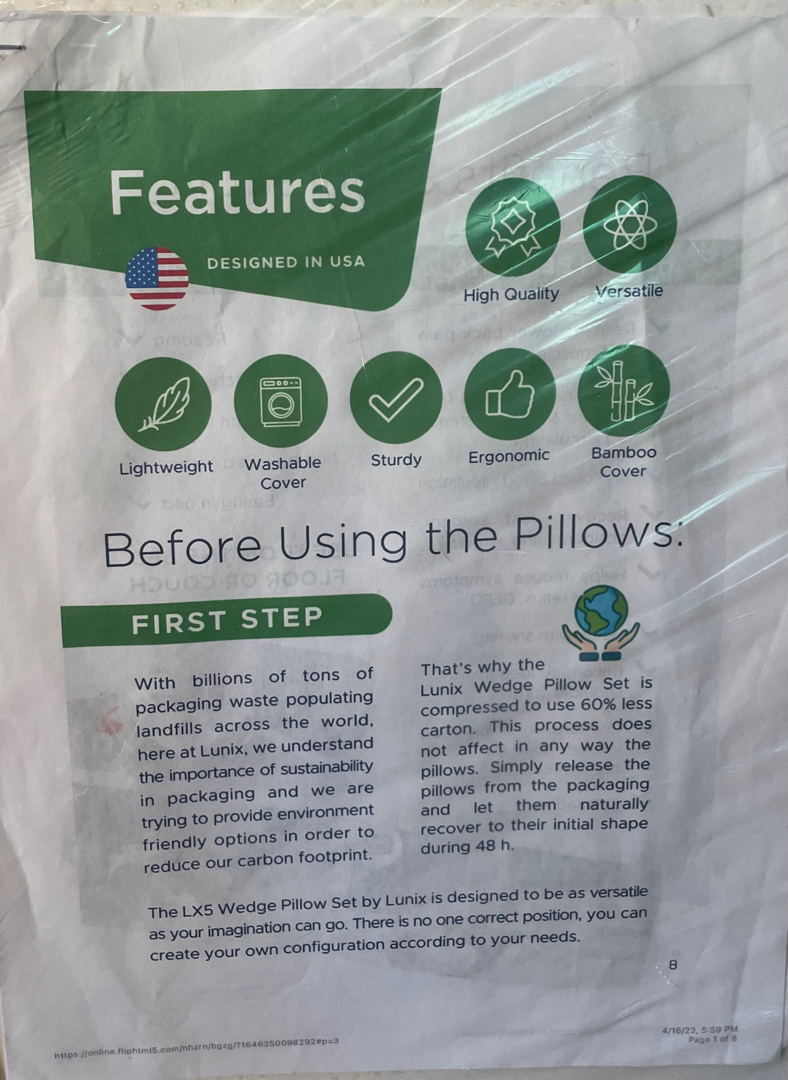 Features
DESIGNED IN USA
High Quality
Versatile
Lightweight
Washable
Cover
Sturdy
Ergonomic
Bamboo
Cover
Before Using the Pillows:
FIRST STEP
With billions of tons of
packaging waste populating
landfills across the world,
here at Lunix, we understand
the importance of sustainability
in packaging and we are
trying to provide environment
friendly options in order to
reduce our carbon footprint.
That's why the
Lunix Wedge Pillow Set is
compressed to use 60% less
carton. This process does
not affect in any way the
pillows. Simply release the
pillows from the packaging
and let them naturally
recover to their initial shape
during 48 h.
The LX5 Wedge Pillow Set by Lunix is designed to be as versatile
as your imagination can go. There is no one correct position, you can
create your own configuration according to your needs.
8
https://online.fliphtml5.com/nhzrn/bgzg/?1646350098292#p=3
4/16/23, 5:59 PM
Page 1 of 8